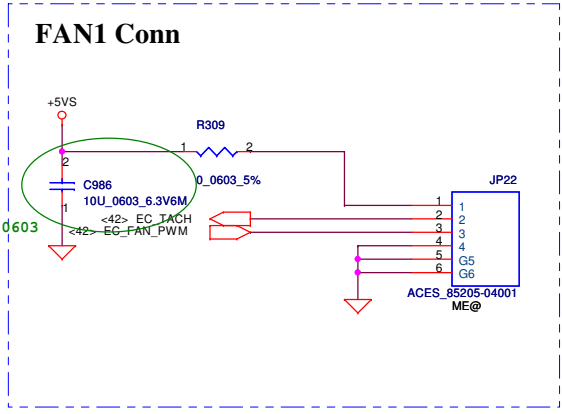 FAN1 Conn
+5VS
R309
1 2
2
C986
0_0603_5%
10U_0603_6.3V6M
1
0603
<42> EC_TACH
<42> EC_FAN_PWM
JP22
1 1
2 2
3 3
4 4
5 G5
6 G6
ACES_85205-04001
ME@